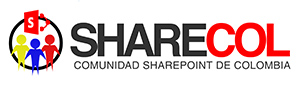 S
SHARECOL
COMUNIDAD SHAREPOINT DE COLOMBIA